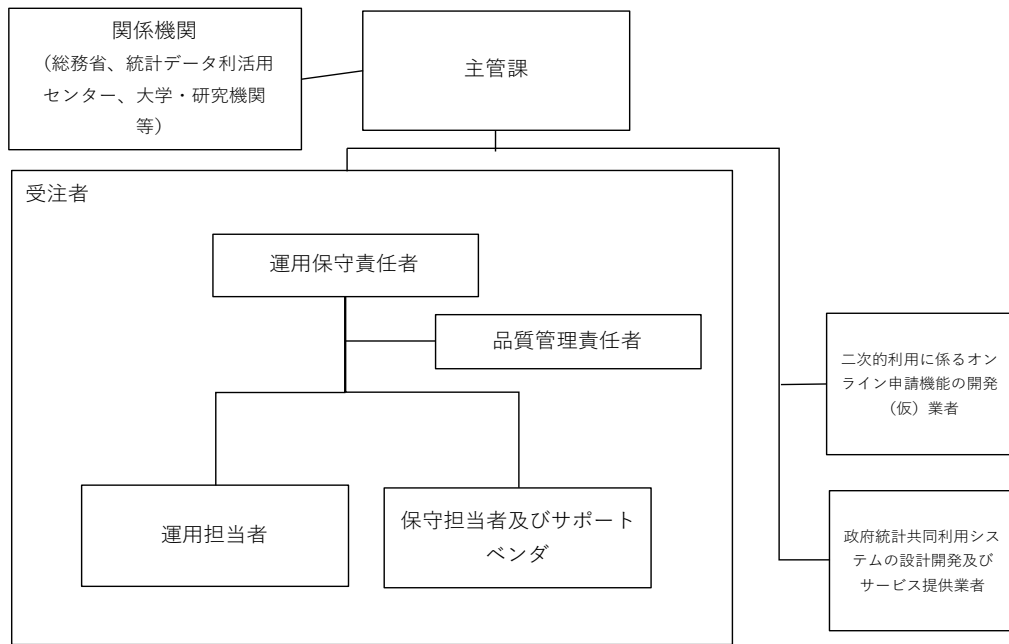 関係機関
（総務省、統計データ利活用
センター、大学・研究機関
等）
主管課
受注者
運用保守責任者
品質管理責任者
運用担当者
保守担当者及びサポート
ベンダ
二次的利用に係るオン
ライン申請機能の開発
（仮）業者
政府統計共同利用シス
テムの設計開発及び
サービス提供業者